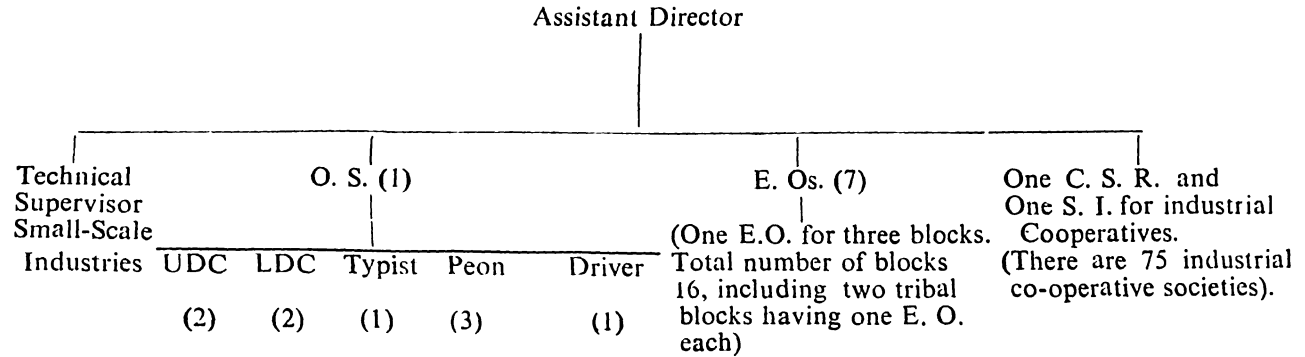 Assistant Director
Technical
Supervisor
Small-Scale
Industries
O. S. (1)
UDC LDC Typist Peon Driver
(2) (2) (1) (3) (1)
E. Os. (7)
(One E.O. for three blocks.
Total number of blocks
16, including two tribal
blocks having one E. O.
each)
One C. S. R. and
One S. I. for industrial
Cooperatives.
(There are 75 industrial
co-operative societies).